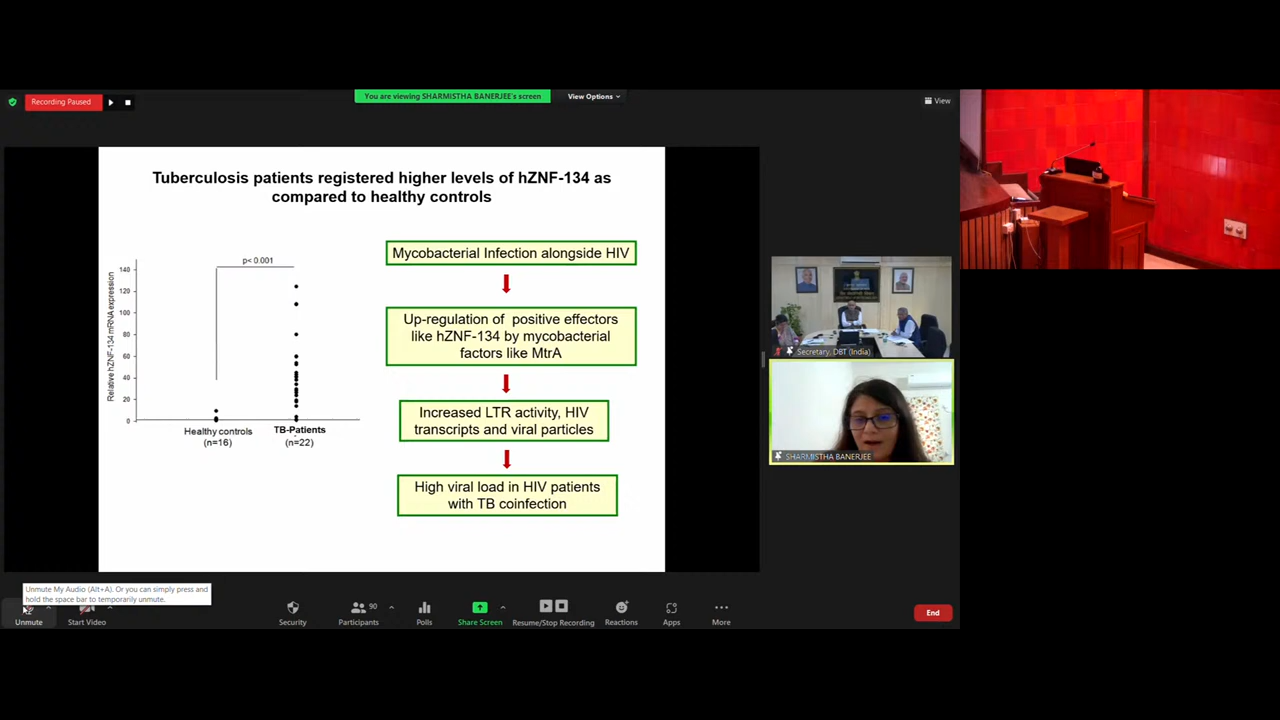 Recording Paused
You are viewing SHARMISTHA BANERJEE's screen
View Options
View
Tuberculosis patients registered higher levels of hZNF-134 as
compared to healthy controls
p< 0.001
Relative hZNF-134 mRNA expression
140
120
100
80
60
40
20
0
Healthy controls
(n=16)
TB-Patients
(n=22)
Mycobacterial Infection alongside HIV
Up-regulation of positive effectors
like hZNF-134 by mycobacterial
factors like MtrA
Increased LTR activity, HIV
transcripts and viral particles
High viral load in HIV patients
with TB coinfection
Secretary, DBT (India)
SHARMISTHA BANERJEE
Unmute My Audio (Alt+A). Or you can simply press and
hold the space bar to temporarily unmute.
Unmute
Start Video
Security
Participants
90
Polls
Share Screen
Resume/Stop Recording
Reactions
Apps
More
End